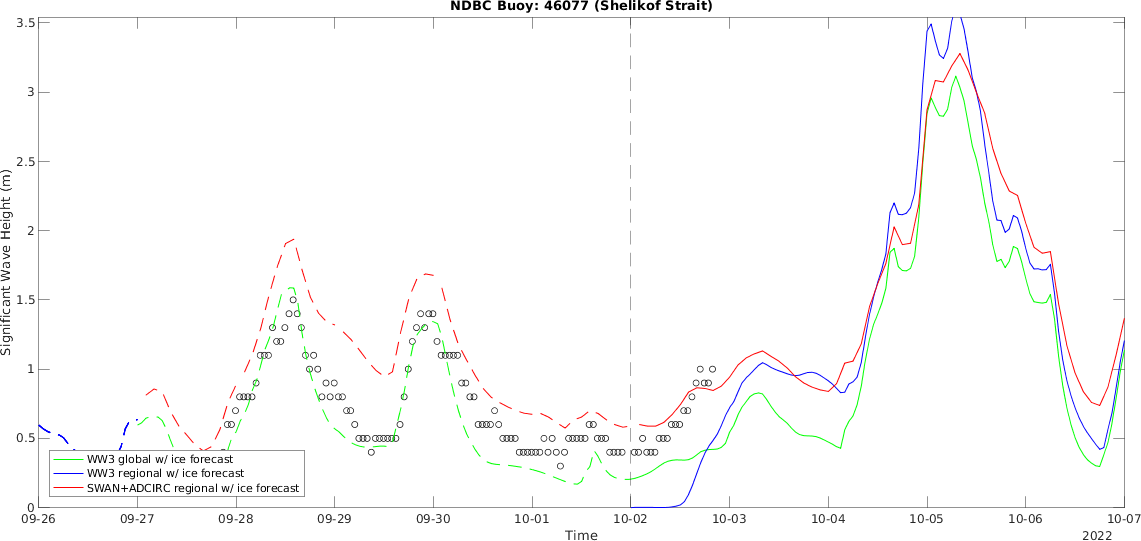 NDBC Buoy: 46077 (Shelikof Strait)
3.5
3
2.5
2
1.5
1
0.5
0
Significant Wave Height (m)
WW3 global w/ ice forecast
WW3 regional w/ ice forecast
SWAN+ADCIRC regional w/ ice forecast
09-26 09-27 09-28 09-29 09-30 10-01 10-02 10-03 10-04 10-05 10-06 10-07
Time
2022